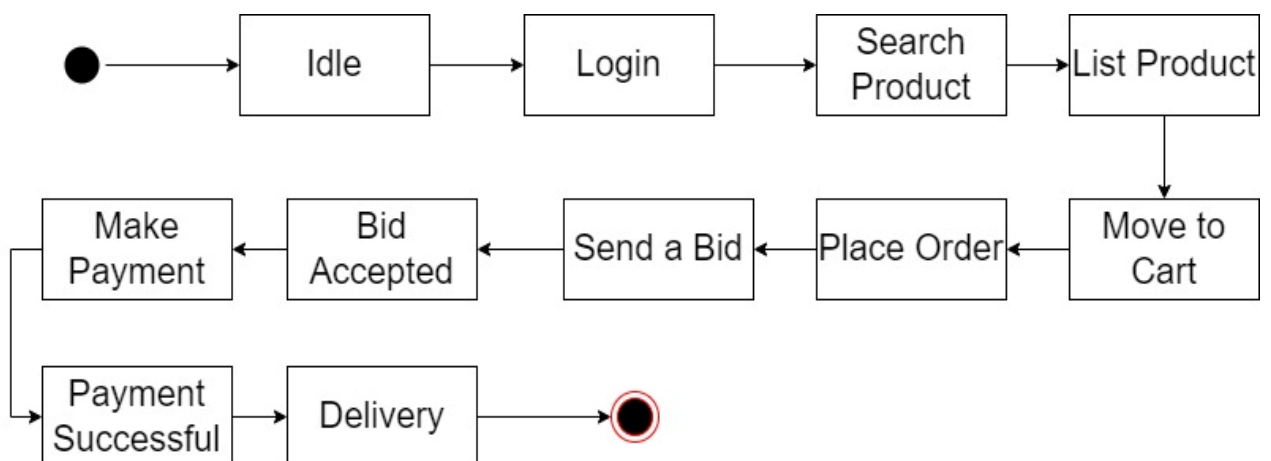 Idle
Login
Search
Product
List Product
Make
Payment
Bid
Accepted
Send a Bid
Place Order
Move to
Cart
Payment
Successful
Delivery